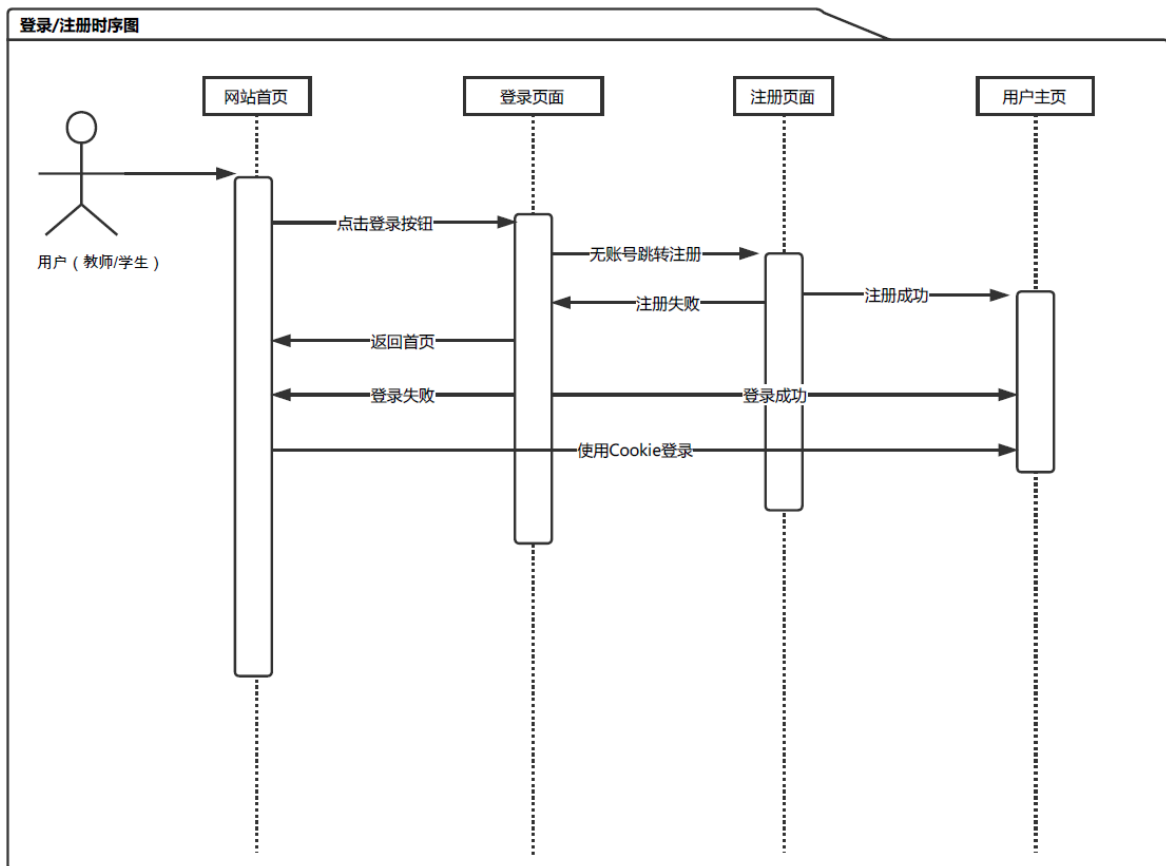 登录/注册时序图
网站首页
登录页面
注册页面
用户主页
用户（教师/学生）
点击登录按钮
无账号跳转注册
注册失败
注册成功
返回首页
登录失败
登录成功
使用Cookie登录